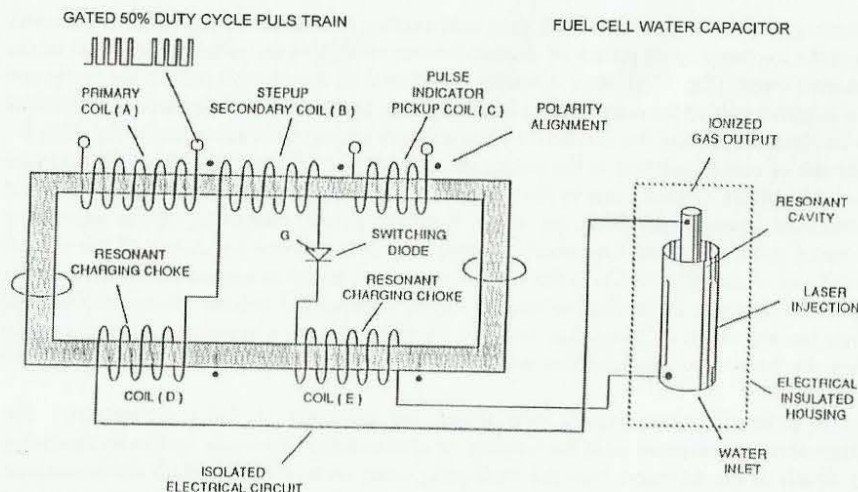 GATED 50% DUTY CYCLE PULS TRAIN
FUEL CELL WATER CAPACITOR
PRIMARY
COIL ( A )
STEPUP
SECONDARY COIL ( B )
PULSE
INDICATOR
PICKUP COIL ( C )
POLARITY
ALIGNMENT
IONIZED
GAS OUTPUT
RESONANT
CAVITY
G
SWITCHING
DIODE
RESONANT
CHARGING CHOKE
RESONANT
CHARGING CHOKE
LASER
INJECTION
COIL ( D )
COIL ( E )
ELECTRICAL
INSULATED
HOUSING
WATER
INLET
ISOLATED
ELECTRICAL CIRCUIT